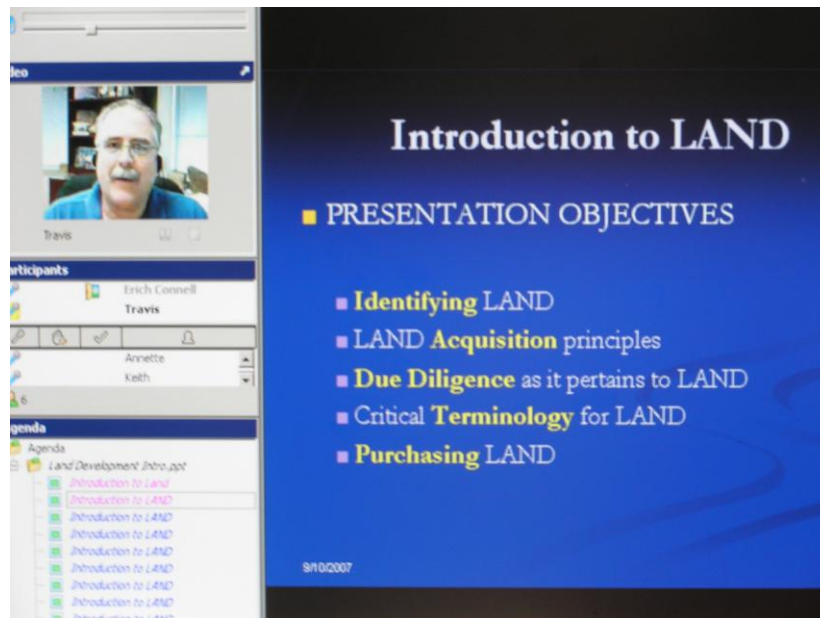 deo
Travis
articipants
Erich Connell
Travis
Annette
Keith
6
genda
Agenda
Land Development Intro.ppt
Introduction to Land
Introduction to LAND
Introduction to LAND
Introduction to LAND
Introduction to LAND
Introduction to LAND
Introduction to LAND
Introduction to LAND
Introduction to LAND
Introduction to LAND
PRESENTATION OBJECTIVES
Identifying LAND
LAND Acquisition principles
Due Diligence as it pertains to LAND
Critical Terminology for LAND
Purchasing LAND
9/10/2007